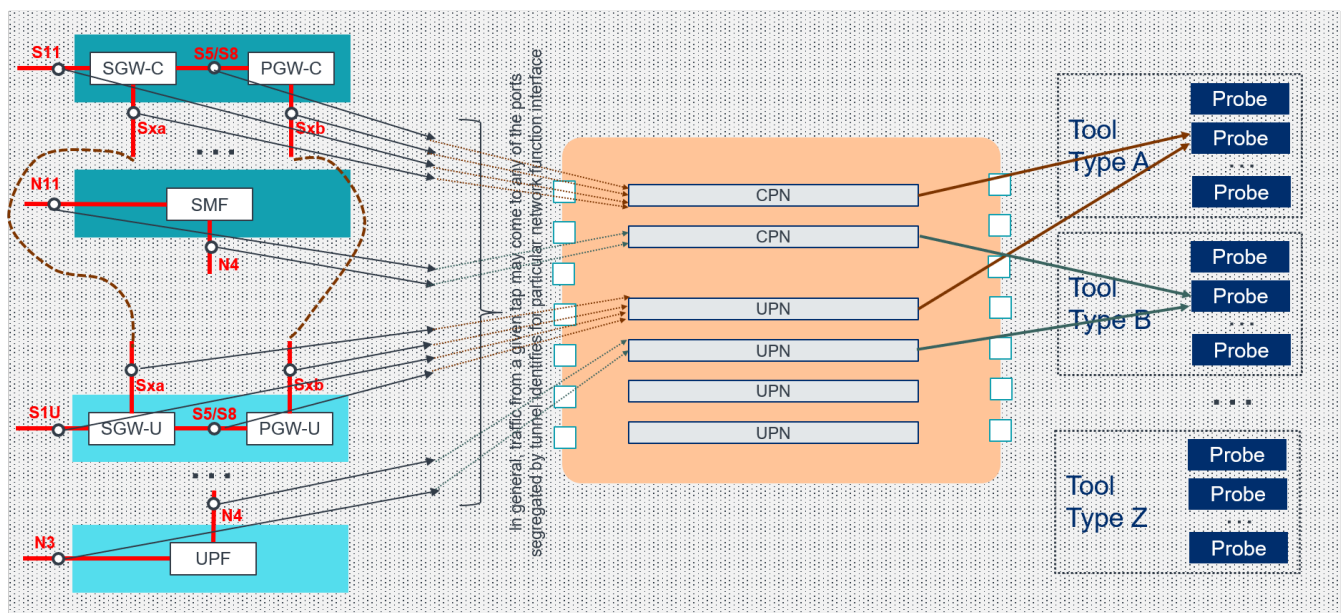 S11
SGW-C
S5/S8
PGW-C
Sxa
Sxb
...
N11
SMF
N4
Sxa
Sxb
S1U
SGW-U
S5/S8
PGW-U
...
N4
N3
UPF
In general, traffic from a given tap may come to any of the ports
segregated by tunnel identifies for particular network function interface
CPN
CPN
UPN
UPN
UPN
UPN
Tool
Type A
Probe
Probe
...
Probe
Tool
Type B
Probe
Probe
...
Probe
...
Tool
Type Z
Probe
Probe
...
Probe